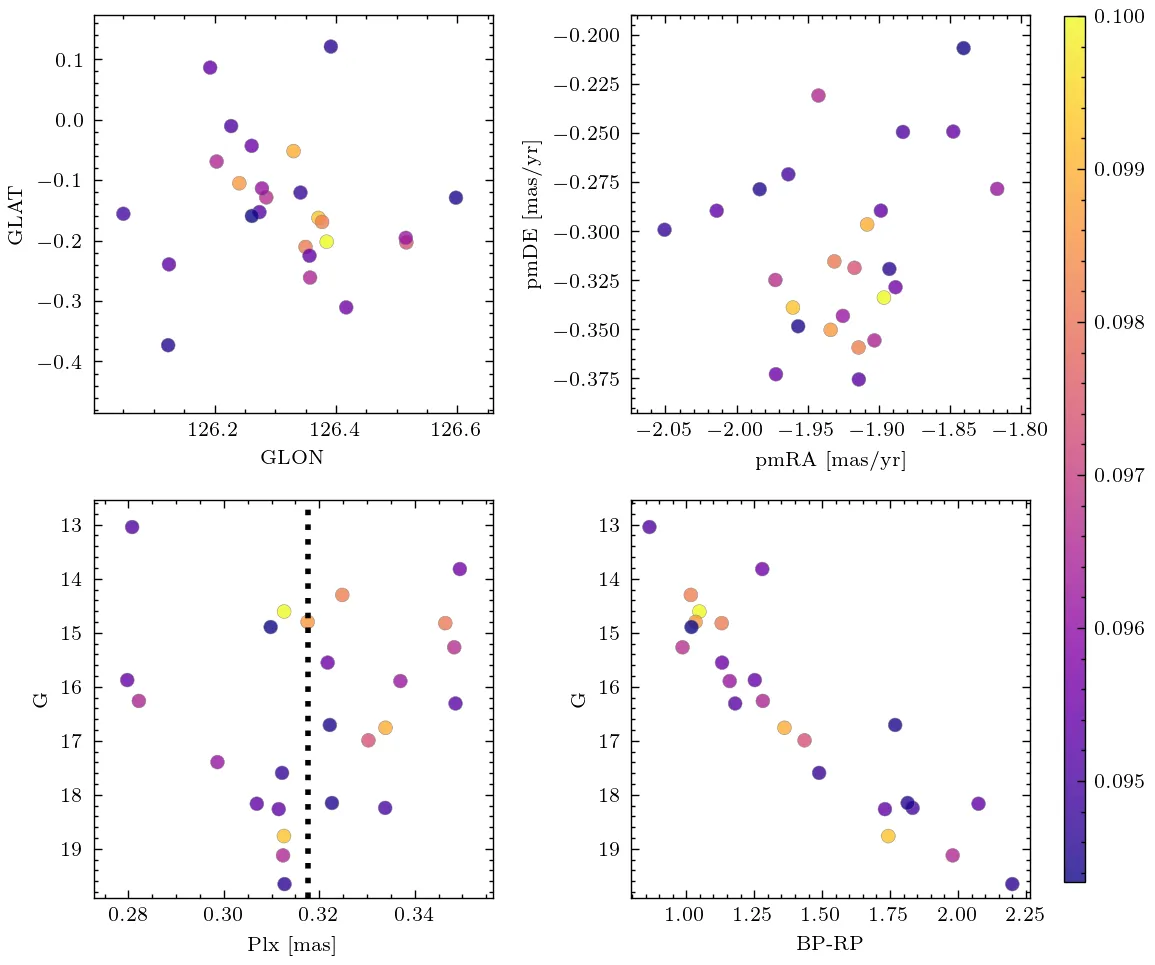 0.1
0.0
−0.1
−0.2
−0.3
−0.4
GLAT
126.2 126.4 126.6
GLON
−0.200
−0.225
−0.250
−0.275
−0.300
−0.325
−0.350
−0.375
pmDE [mas/yr]
−2.05 −2.00 −1.95 −1.90 −1.85 −1.80
pmRA [mas/yr]
0.100
0.099
0.098
0.097
0.096
0.095
13
14
15
16
17
18
19
G
0.28 0.30 0.32 0.34
Plx [mas]
13
14
15
16
17
18
19
G
1.00 1.25 1.50 1.75 2.00 2.25
BP-RP